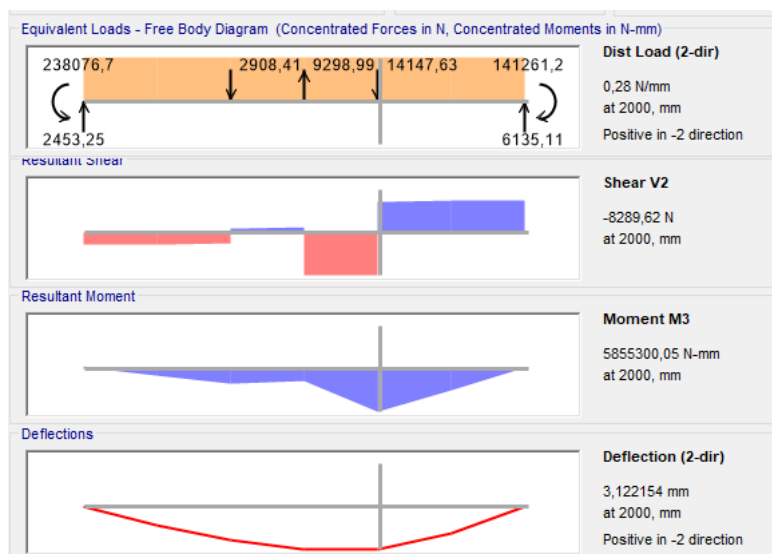 Equivalent Loads - Free Body Diagram (Concentrated Forces in N, Concentrated Moments in N-mm)
238076,7 2908,41 9298,99 14147,63 141261,2
2453,25 6135,11
Dist Load (2-dir)
0,28 N/mm
at 2000, mm
Positive in -2 direction
Resultant Shear
Shear V2
-8289,62 N
at 2000, mm
Resultant Moment
Moment M3
5855300,05 N-mm
at 2000, mm
Deflections
Deflection (2-dir)
3,122154 mm
at 2000, mm
Positive in -2 direction